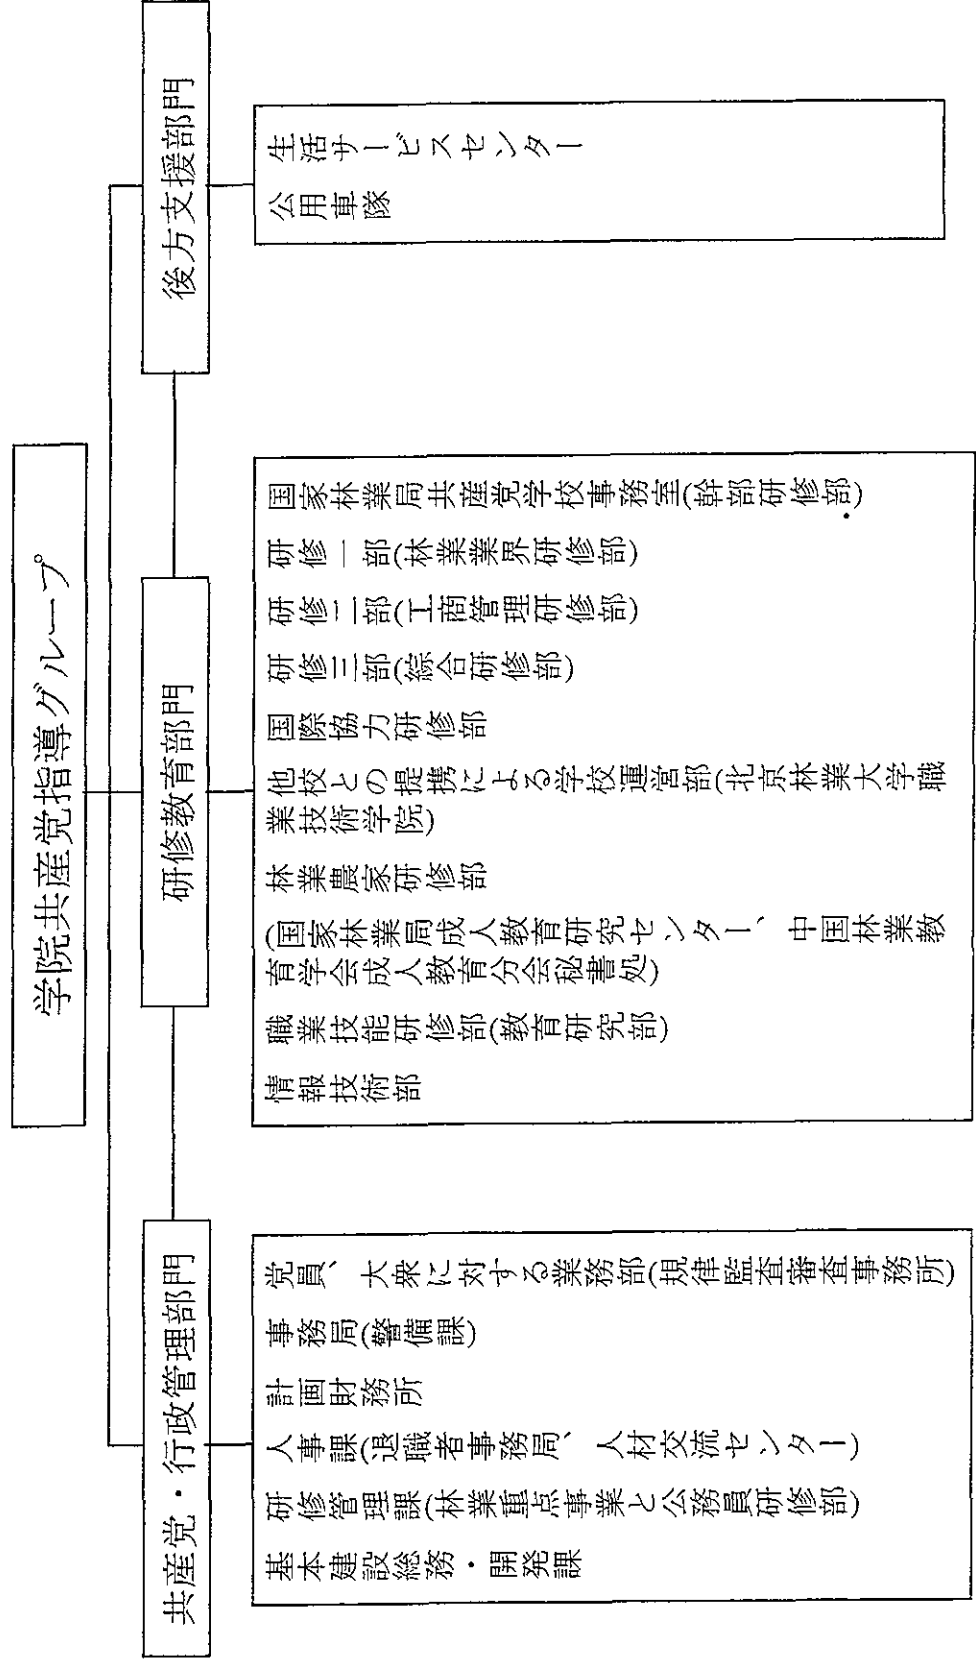 学院共産党指導グループ
共産党・行政管理部門
党員、大衆に対する業務部(規律監査審査事務所)
事務局(警備課)
計画財務所
人事課(退職者事務局、人材交流センター)
研修管理課(林業重点事業と公務員研修部)
基本建設総務・開発課
研修教育部門
国家林業局共産党学校事務室(幹部研修部)
研修一部(林業業界研修部)
研修二部(工商管理研修部)
研修三部(綜合研修部)
国際協力研修部
他校との提携による学校運営部(北京林業大学職
業技術学院)
林業農家研修部
(国家林業局成人教育研究センター、中国林業教
育学会成人教育分会秘書処)
職業技能研修部(教育研究部)
情報技術部
後方支援部門
生活サービスセンター
公用車隊